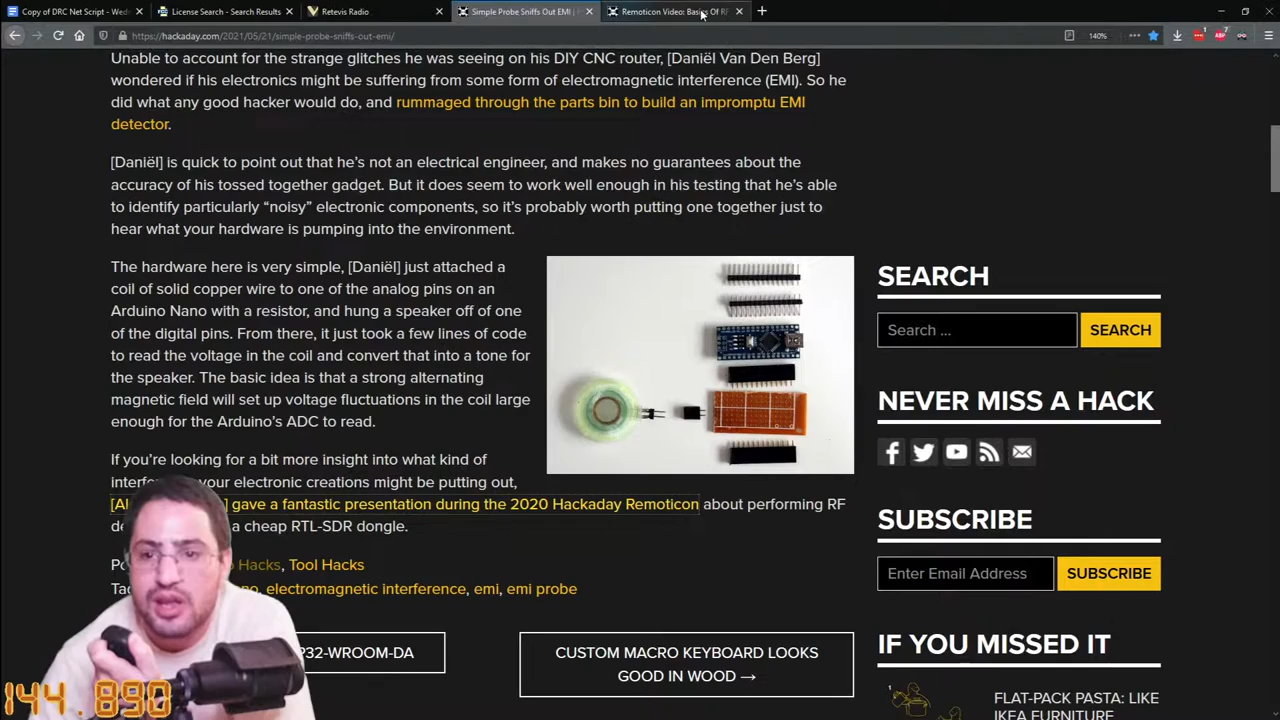 Copy of DRC Net Script - Wedn
License Search - Search Results
Retevis Radio
Simple Probe Sniffs Out EMI | H
Remoticon Video: Basics Of RF
https://hackaday.com/2021/05/21/simple-probe-sniffs-out-emi/
140%
Unable to account for the strange glitches he was seeing on his DIY CNC router, [Daniël Van Den Berg]
wondered if his electronics might be suffering from some form of electromagnetic interference (EMI). So he
did what any good hacker would do, and rummaged through the parts bin to build an impromptu EMI
detector.
[Daniël] is quick to point out that he's not an electrical engineer, and makes no guarantees about the
accuracy of his tossed together gadget. But it does seem to work well enough in his testing that he's able
to identify particularly “noisy” electronic components, so it's probably worth putting one together just to
hear what your hardware is pumping into the environment.
The hardware here is very simple, [Daniël] just attached a
coil of solid copper wire to one of the analog pins on an
Arduino Nano with a resistor, and hung a speaker off of one
of the digital pins. From there, it just took a few lines of code
to read the voltage in the coil and convert that into a tone for
the speaker. The basic idea is that a strong alternating
magnetic field will set up voltage fluctuations in the coil large
enough for the Arduino's ADC to read.
If you're looking for a bit more insight into what kind of
your electronic creations might be putting out,
] gave a fantastic presentation during the 2020 Hackaday Remoticon about performing RF
a cheap RTL-SDR dongle.
Hacks, Tool Hacks
electromagnetic interference, emi, emi probe
P32-WROOM-DA
CUSTOM MACRO KEYBOARD LOOKS
GOOD IN WOOD →
SEARCH
Search ...
SEARCH
NEVER MISS A HACK
SUBSCRIBE
Enter Email Address
SUBSCRIBE
IF YOU MISSED IT
1
FLAT-PACK PASTA: LIKE
IKEA FURNITURE
144.890